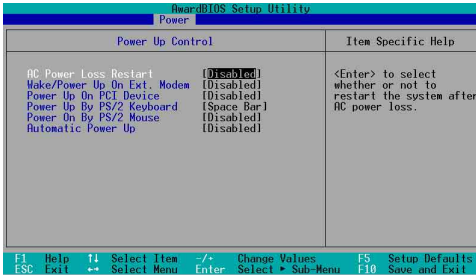 AwardBIOS Setup Utility
Power
Power Up Control
Item Specific Help
AC Power Loss Restart [Disabled]
Wake/Power Up On Ext. Modem [Disabled]
Power Up On PCI Device [Disabled]
Power Up By PS/2 Keyboard [Space Bar]
Power On By PS/2 Mouse [Disabled]
Automatic Power Up [Disabled]
<Enter> to select
whether or not to
restart the system after
AC power loss.
F1 Help ↑↓ Select Item -/+ Change Values F5 Setup Defaults
ESC Exit ←→ Select Menu Enter Select ▸ Sub-Menu F10 Save and Exit